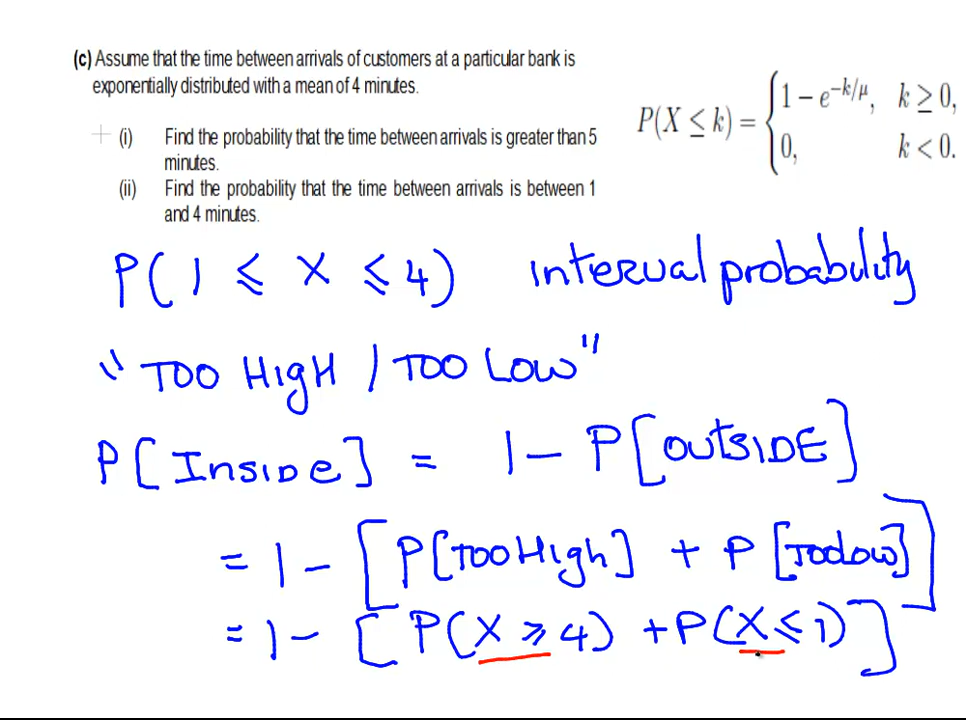 (c) Assume that the time between arrivals of customers at a particular bank is
exponentially distributed with a mean of 4 minutes.
(i) Find the probability that the time between arrivals is greater than 5
minutes.
(ii) Find the probability that the time between arrivals is between 1
and 4 minutes.
P(X ≤ k) = { 1 − e^{−k/μ}, k ≥ 0,
0, k < 0.
P( 1 ≤ X ≤ 4) Interval probability
"TOO HIgH / TOO LOW"
P[InsIDe] = 1 − P[OUTSIDE]
= 1 − [P[TOO HIgh] + P[TOOLOW]]
= 1 − [P(X ≥ 4) + P(X ≤ 1)]